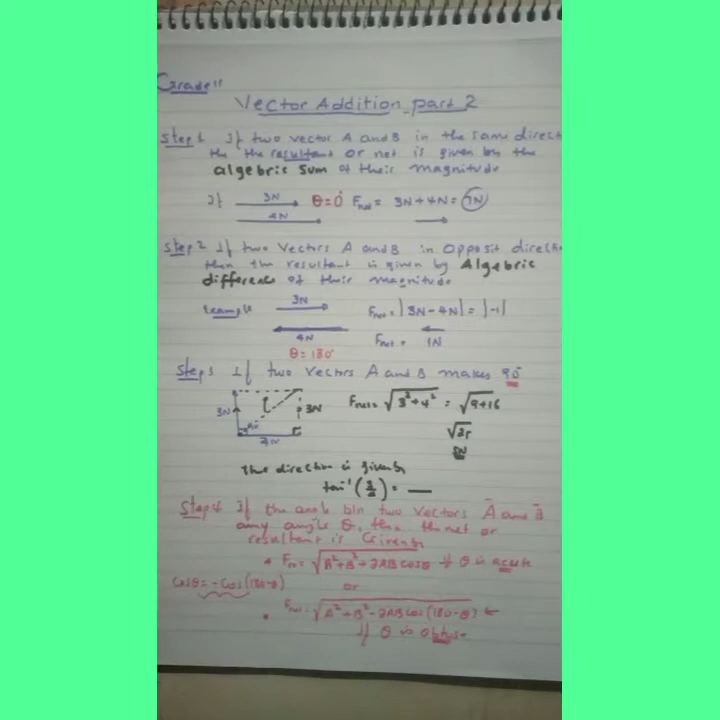 Grade 11
Vector Addition part 2
Step 1 If two vector A and B in the same direct
the the resultant or net is given by the
algebric Sum of their magnitude
If 3N θ=0° Fnet = 3N+4N= 7N
4N
Step 2 If two Vectors A and B in opposit direc
then the resultant is given by Algebric
difference of their magnitude
Example 3N Fnet = |3N-4N| = |-1|
4N Fnet = 1N
θ = 180°
Step 3 If two Vectors A and B makes 90°
3N 3N Fnet = √3²+4² = √9+16
4N √25
5N
the direction is given by
tan⁻¹ (3/4) = __
Step 4 If the angle b/n two Vectors A and B
any angle θ, then the net or
resultant is Given by
Fnet = √A²+B²+2ABcosθ if θ is acute
Cosθ = -Cos(180-θ) or
Fnet = √A²+B²-2ABcos(180-θ)
If θ is obtuse